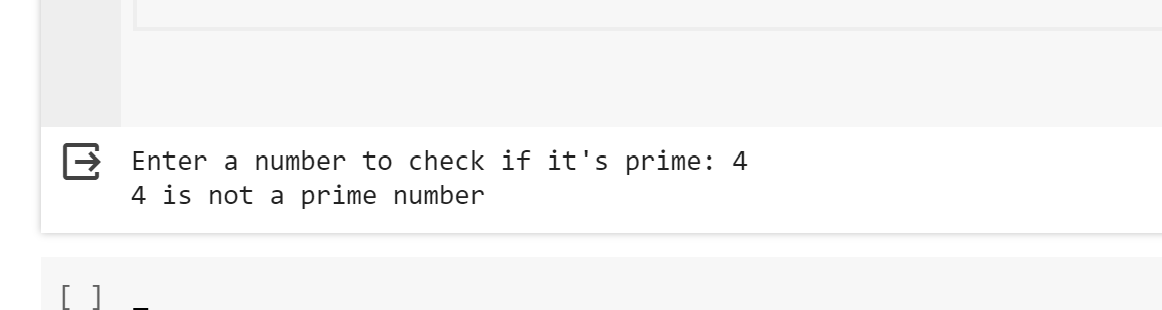 Enter a number to check if it's prime: 4
4 is not a prime number
[ ]